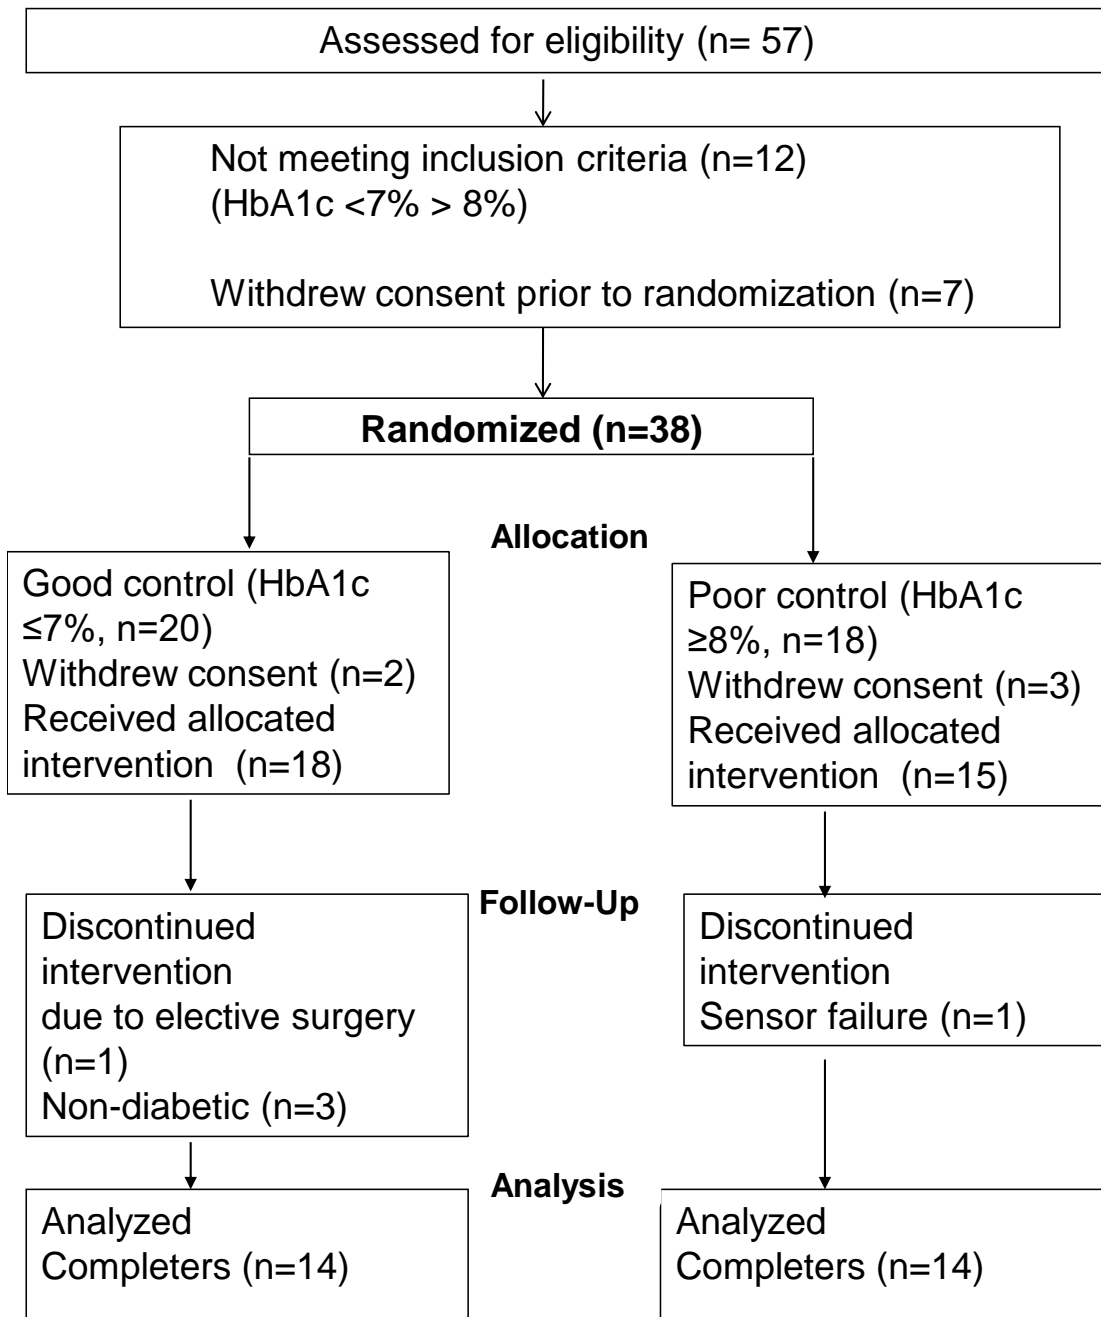 Assessed for eligibility (n= 57)
Not meeting inclusion criteria (n=12)
(HbA1c <7% > 8%)
Withdrew consent prior to randomization (n=7)
Randomized (n=38)
Allocation
Good control (HbA1c
≤7%, n=20)
Withdrew consent (n=2)
Received allocated
intervention  (n=18)
Poor control (HbA1c
≥8%, n=18)
Withdrew consent (n=3)
Received allocated
intervention  (n=15)
Follow-Up
Discontinued
intervention
due to elective surgery
(n=1)
Non-diabetic (n=3)
Discontinued
intervention
Sensor failure (n=1)
Analysis
Analyzed
Completers (n=14)
Analyzed
Completers (n=14)